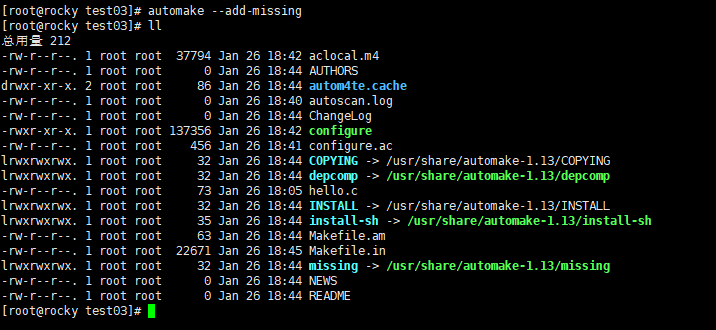 [root@rocky test03]# automake --add-missing
[root@rocky test03]# ll
总用量 212
-rw-r--r--. 1 root root  37794 Jan 26 18:42 aclocal.m4
-rw-r--r--. 1 root root      0 Jan 26 18:44 AUTHORS
drwxr-xr-x. 2 root root     86 Jan 26 18:44 autom4te.cache
-rw-r--r--. 1 root root      0 Jan 26 18:40 autoscan.log
-rw-r--r--. 1 root root      0 Jan 26 18:44 ChangeLog
-rwxr-xr-x. 1 root root 137356 Jan 26 18:42 configure
-rw-r--r--. 1 root root    456 Jan 26 18:41 configure.ac
lrwxrwxrwx. 1 root root     32 Jan 26 18:44 COPYING -> /usr/share/automake-1.13/COPYING
lrwxrwxrwx. 1 root root     32 Jan 26 18:44 depcomp -> /usr/share/automake-1.13/depcomp
-rw-r--r--. 1 root root     73 Jan 26 18:05 hello.c
lrwxrwxrwx. 1 root root     32 Jan 26 18:44 INSTALL -> /usr/share/automake-1.13/INSTALL
lrwxrwxrwx. 1 root root     35 Jan 26 18:44 install-sh -> /usr/share/automake-1.13/install-sh
-rw-r--r--. 1 root root     63 Jan 26 18:44 Makefile.am
-rw-r--r--. 1 root root  22671 Jan 26 18:45 Makefile.in
lrwxrwxrwx. 1 root root     32 Jan 26 18:44 missing -> /usr/share/automake-1.13/missing
-rw-r--r--. 1 root root      0 Jan 26 18:44 NEWS
-rw-r--r--. 1 root root      0 Jan 26 18:44 README
[root@rocky test03]#